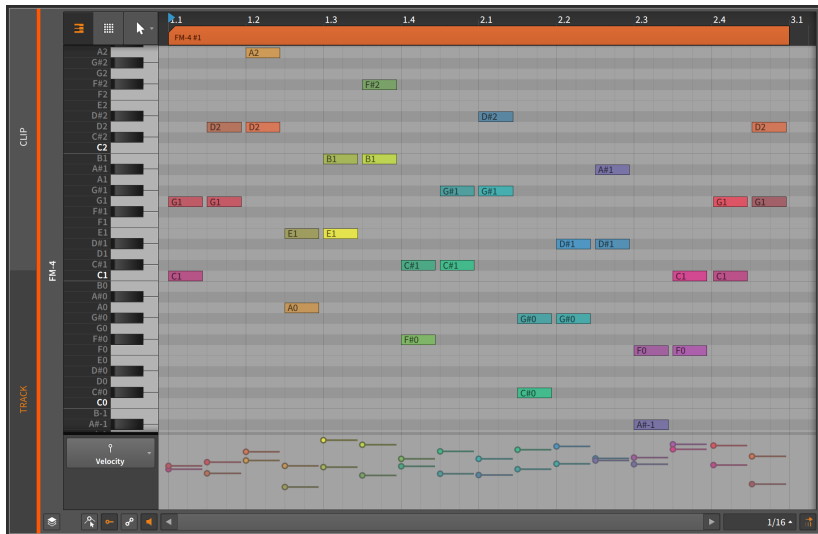 1.1 1.2 1.3 1.4 2.1 2.2 2.3 2.4 3.1
FM-4 #1
CLIP
TRACK
FM-4
A2 A2
G#2
G2
F#2 F#2
F2
E2
D#2 D#2
D2 D2 D2 D2
C#2
C2
B1 B1 B1
A#1 A#1
A1
G#1 G#1 G#1
G1 G1 G1 G1 G1
F#1
F1
E1 E1 E1
D#1 D#1 D#1
D1
C#1 C#1 C#1
C1 C1 C1 C1
B0
A#0
A0 A0
G#0 G#0 G#0
G0
F#0 F#0
F0 F0 F0
E0
D#0
D0
C#0 C#0
C0
B-1
A#-1 A#-1
Velocity
1/16